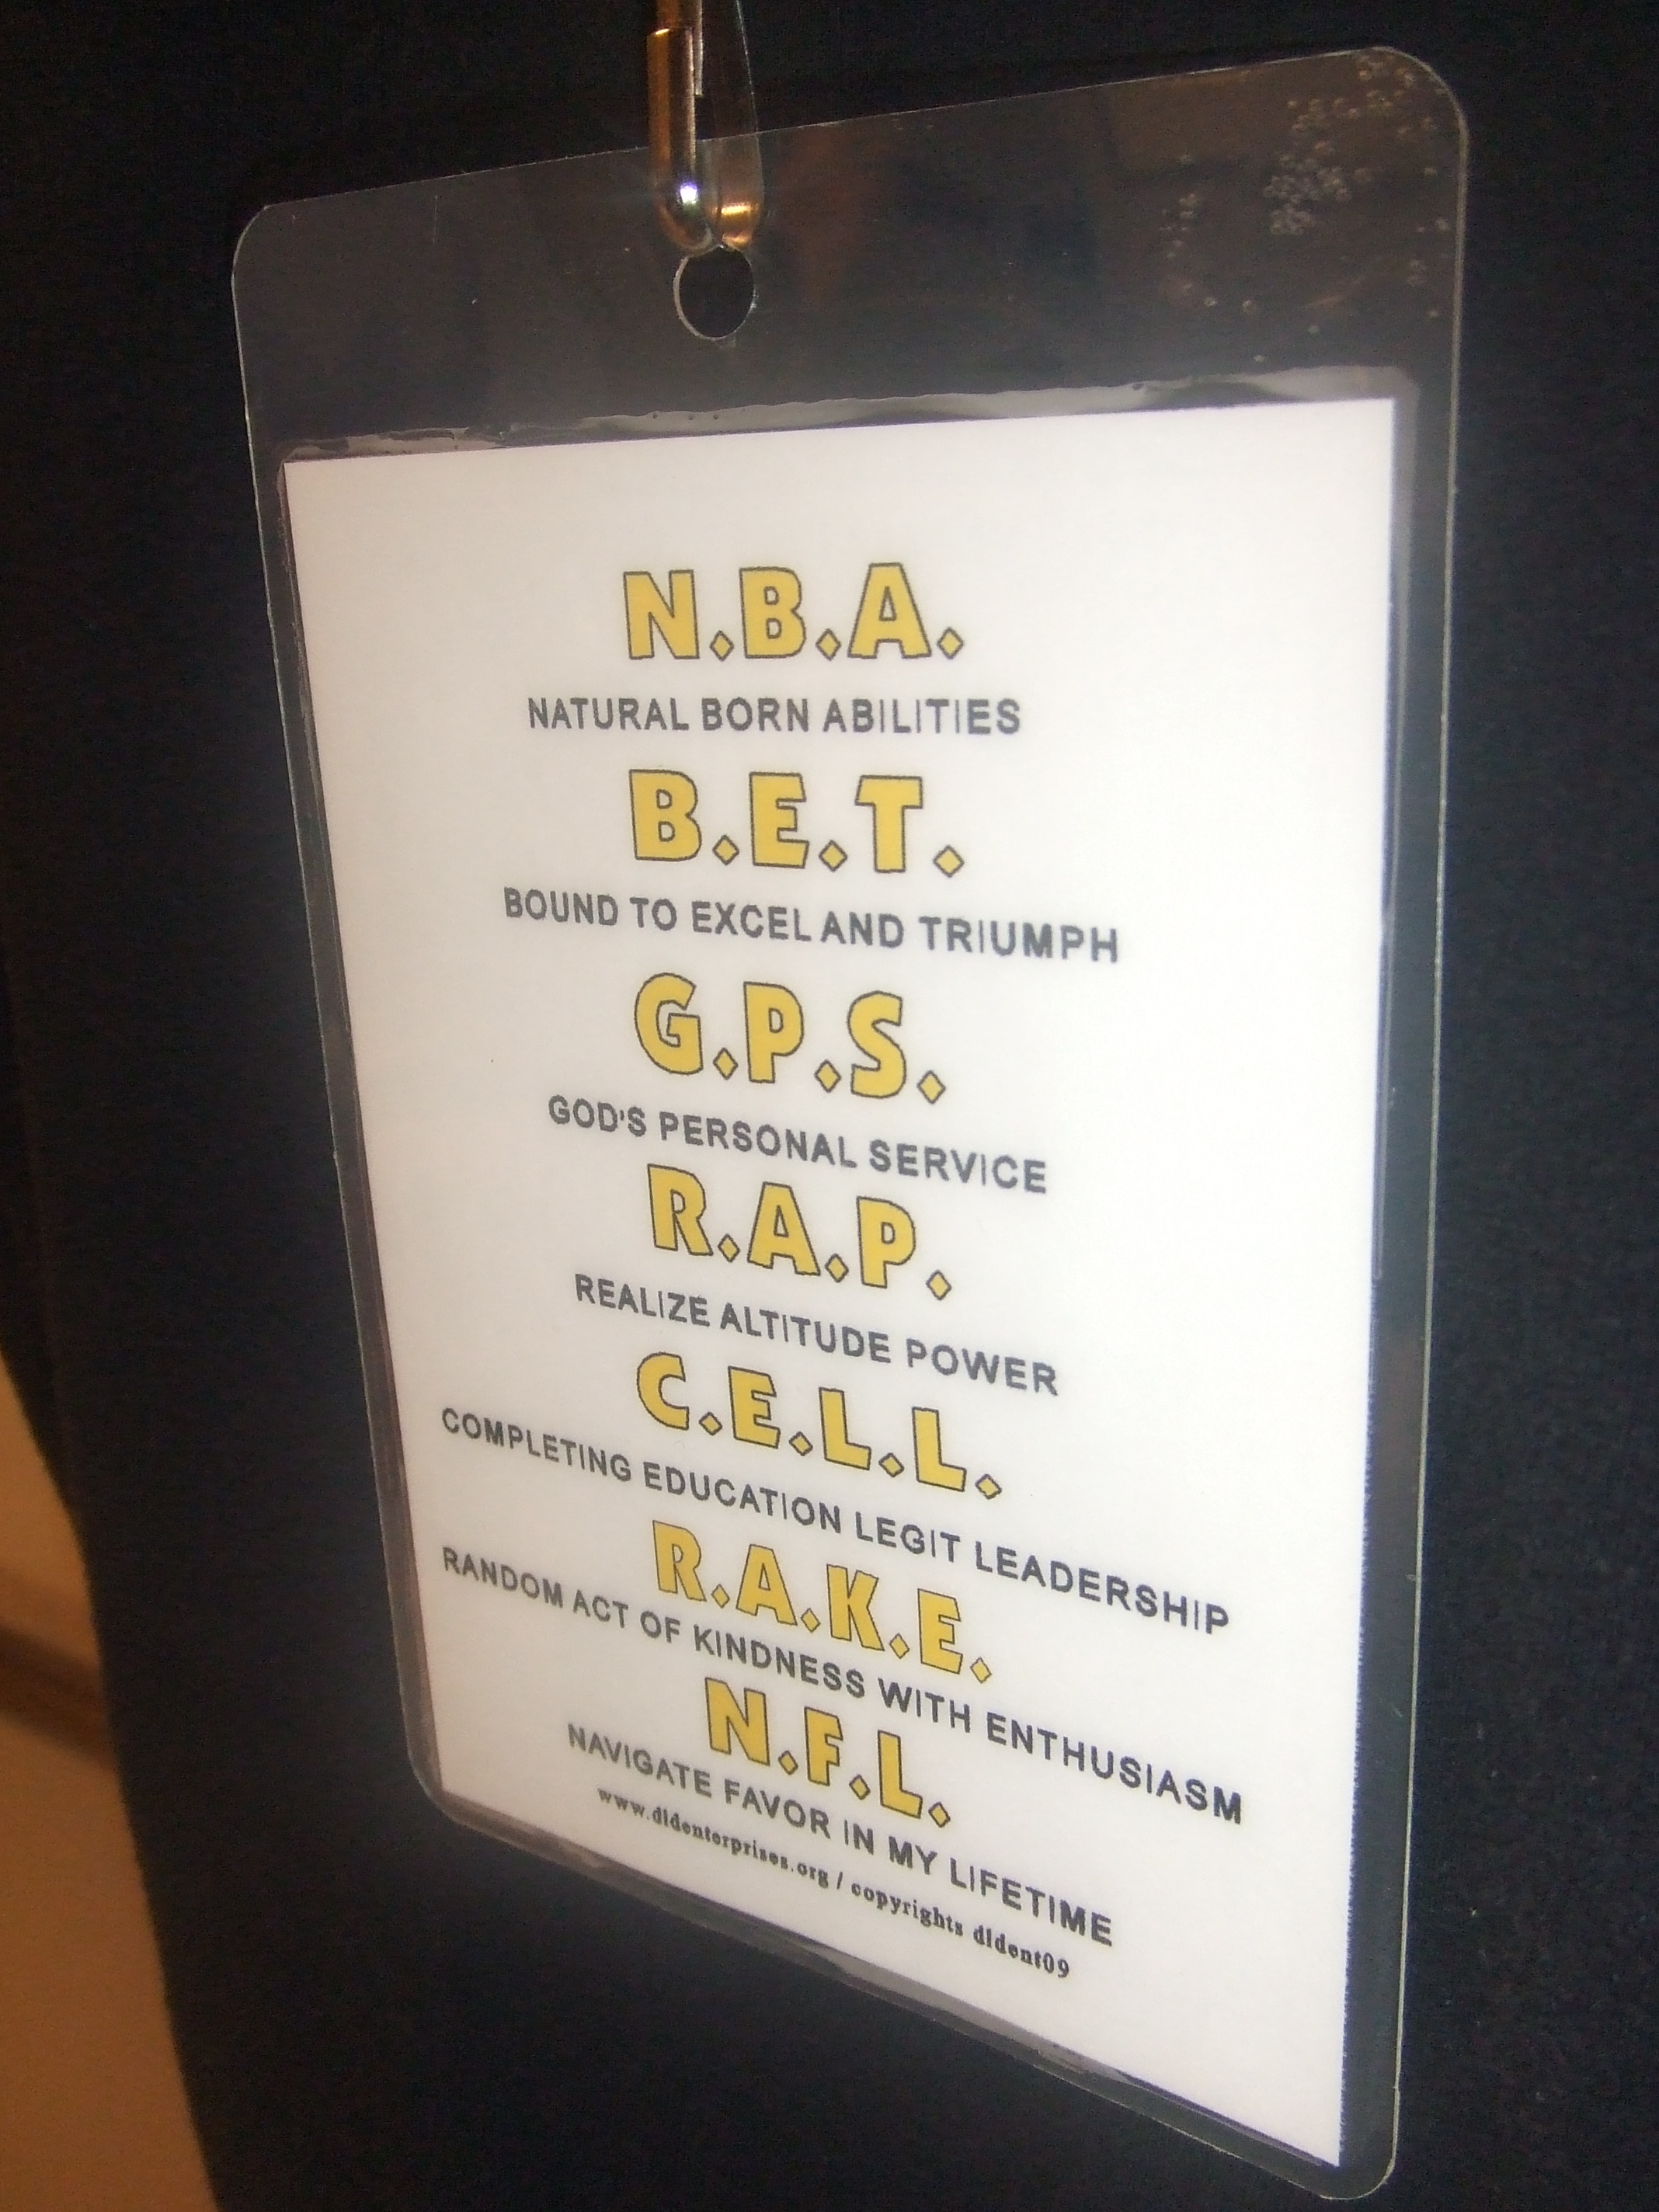 N.B.A.
NATURAL BORN ABILITIES
B.E.T.
BOUND TO EXCEL AND TRIUMPH
G.P.S.
GOD'S PERSONAL SERVICE
R.A.P.
REALIZE ALTITUDE POWER
C.E.L.L.
COMPLETING EDUCATION LEGIT LEADERSHIP
R.A.K.E.
RANDOM ACT OF KINDNESS WITH ENTHUSIASM
N.F.L.
NAVIGATE FAVOR IN MY LIFETIME
www.dldenterprises.org / copyrights dldent09